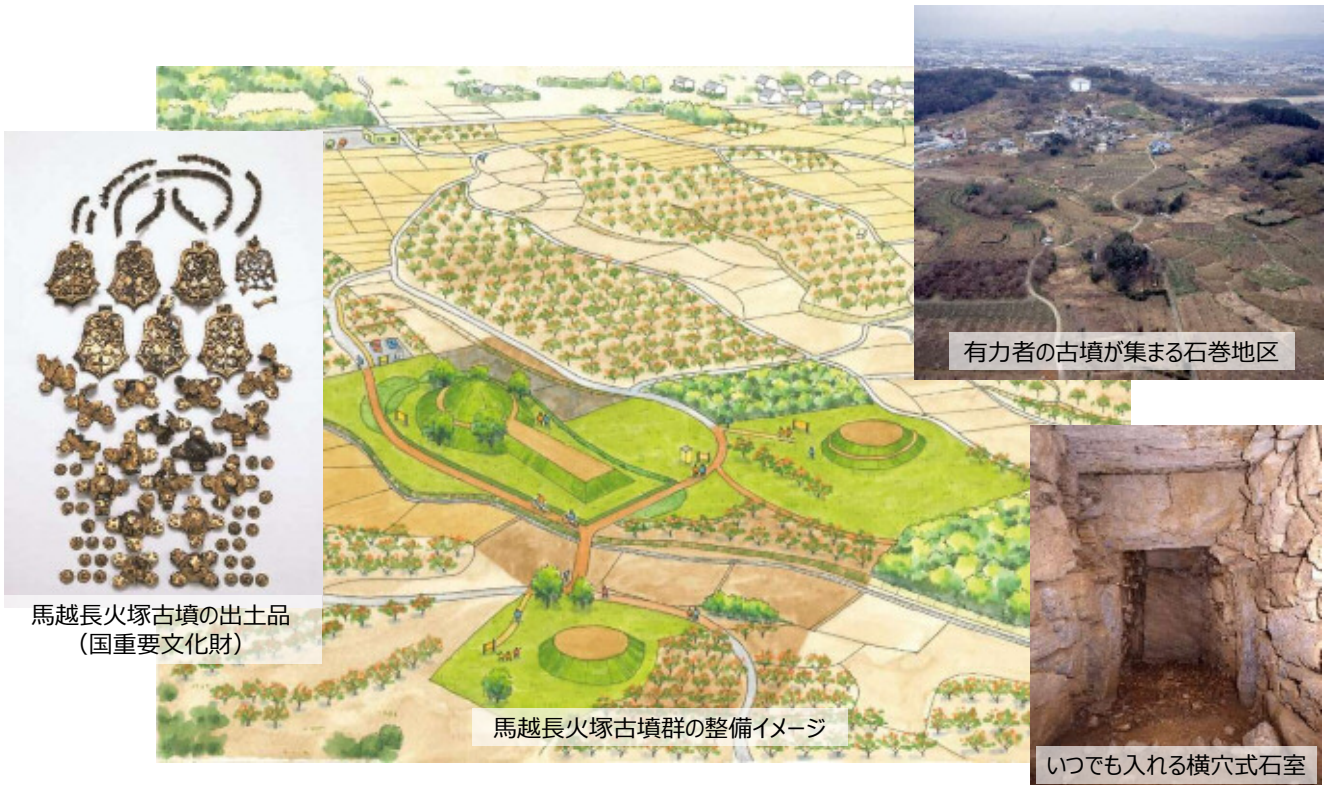 有力者の古墳が集まる石巻地区
馬越長火塚古墳の出土品
（国重要文化財）
馬越長火塚古墳群の整備イメージ
いつでも入れる横穴式石室